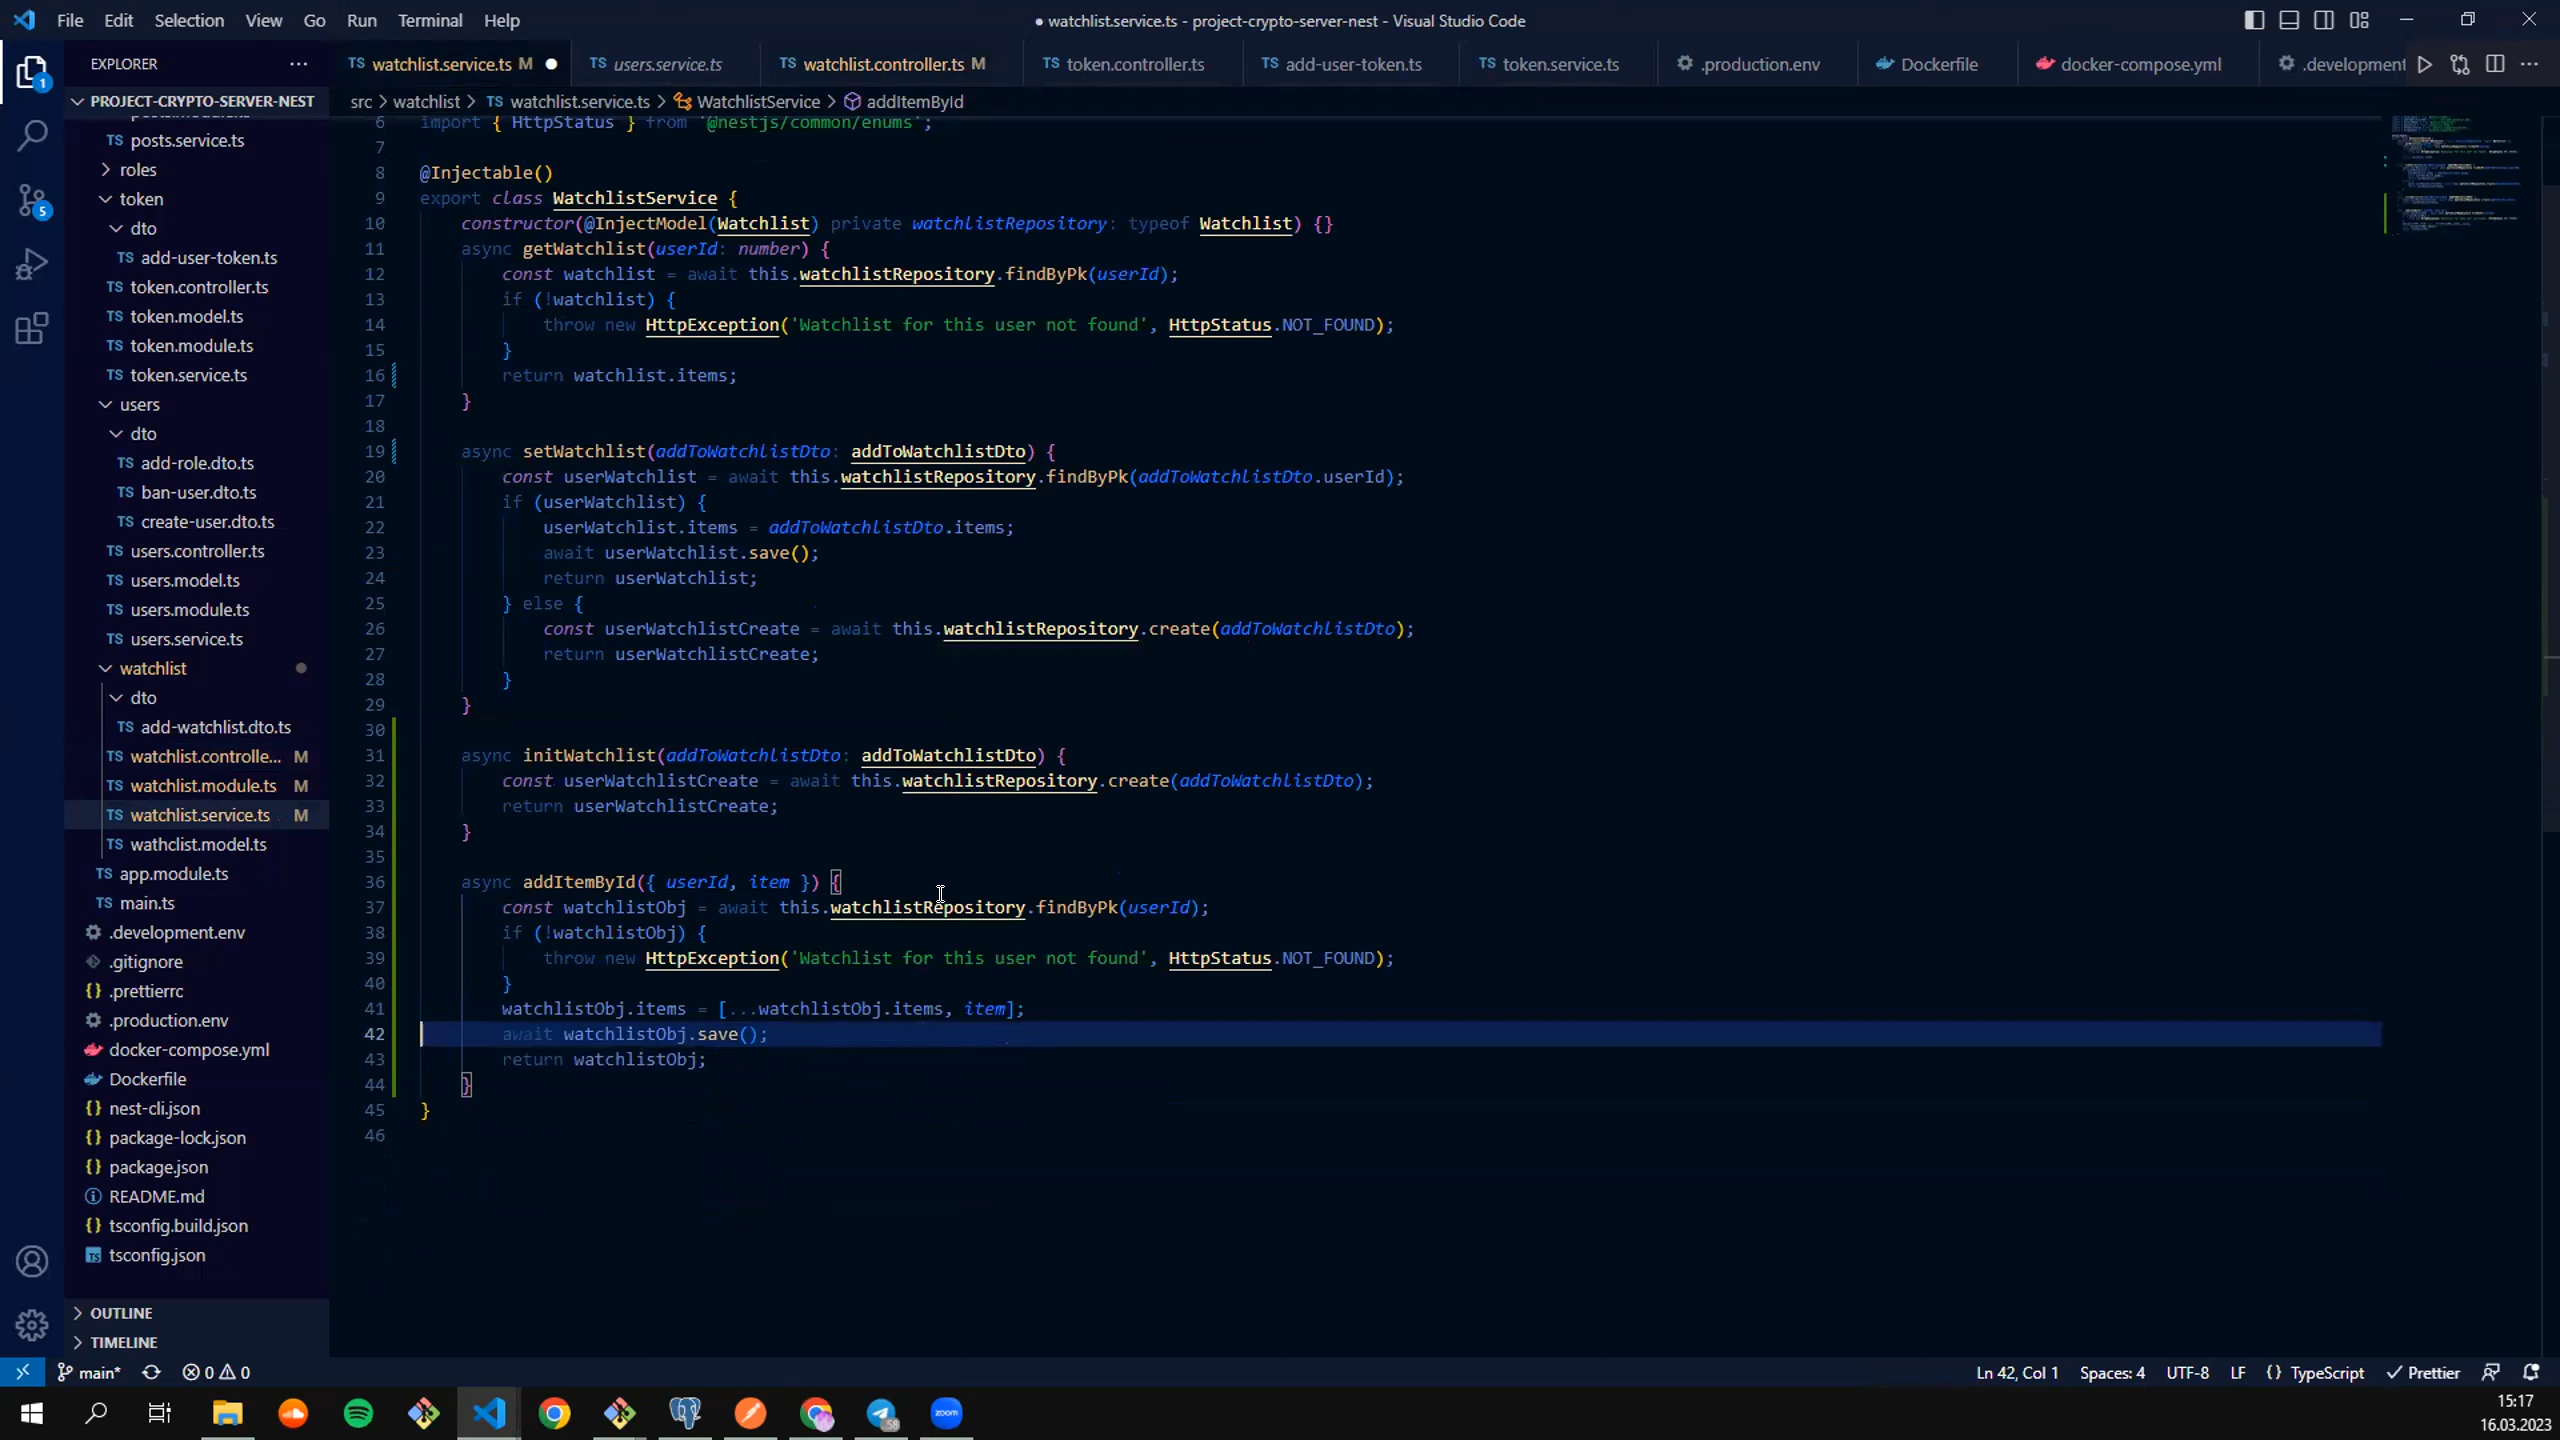 File Edit Selection View Go Run Terminal Help
● watchlist.service.ts - project-crypto-server-nest - Visual Studio Code
EXPLORER
TS watchlist.service.ts M
TS users.service.ts
TS watchlist.controller.ts M
TS token.controller.ts
TS add-user-token.ts
TS token.service.ts
.production.env
Dockerfile
docker-compose.yml
.development
PROJECT-CRYPTO-SERVER-NEST
TS posts.service.ts
roles
token
dto
TS add-user-token.ts
TS token.controller.ts
TS token.model.ts
TS token.module.ts
TS token.service.ts
users
dto
TS add-role.dto.ts
TS ban-user.dto.ts
TS create-user.dto.ts
TS users.controller.ts
TS users.model.ts
TS users.module.ts
TS users.service.ts
watchlist
dto
TS add-watchlist.dto.ts
TS watchlist.controlle... M
TS watchlist.module.ts M
TS watchlist.service.ts M
TS wathclist.model.ts
TS app.module.ts
TS main.ts
.development.env
.gitignore
{} .prettierrc
.production.env
docker-compose.yml
Dockerfile
{} nest-cli.json
{} package-lock.json
{} package.json
README.md
{} tsconfig.build.json
TS tsconfig.json
OUTLINE
TIMELINE
src > watchlist > TS watchlist.service.ts > WatchlistService > addItemById
6 import { HttpStatus } from '@nestjs/common/enums';
7
8 @Injectable()
9 export class WatchlistService {
10 constructor(@InjectModel(Watchlist) private watchlistRepository: typeof Watchlist) {}
11 async getWatchlist(userId: number) {
12 const watchlist = await this.watchlistRepository.findByPk(userId);
13 if (!watchlist) {
14 throw new HttpException('Watchlist for this user not found', HttpStatus.NOT_FOUND);
15 }
16 return watchlist.items;
17 }
18
19 async setWatchlist(addToWatchlistDto: addToWatchlistDto) {
20 const userWatchlist = await this.watchlistRepository.findByPk(addToWatchlistDto.userId);
21 if (userWatchlist) {
22 userWatchlist.items = addToWatchlistDto.items;
23 await userWatchlist.save();
24 return userWatchlist;
25 } else {
26 const userWatchlistCreate = await this.watchlistRepository.create(addToWatchlistDto);
27 return userWatchlistCreate;
28 }
29 }
30
31 async initWatchlist(addToWatchlistDto: addToWatchlistDto) {
32 const userWatchlistCreate = await this.watchlistRepository.create(addToWatchlistDto);
33 return userWatchlistCreate;
34 }
35
36 async addItemById({ userId, item }) {
37 const watchlistObj = await this.watchlistRepository.findByPk(userId);
38 if (!watchlistObj) {
39 throw new HttpException('Watchlist for this user not found', HttpStatus.NOT_FOUND);
40 }
41 watchlistObj.items = [...watchlistObj.items, item];
42 await watchlistObj.save();
43 return watchlistObj;
44 }
45 }
46
1
5
main*
0 0
Ln 42, Col 1 Spaces: 4 UTF-8 LF {} TypeScript Prettier
zoom
15:17
16.03.2023